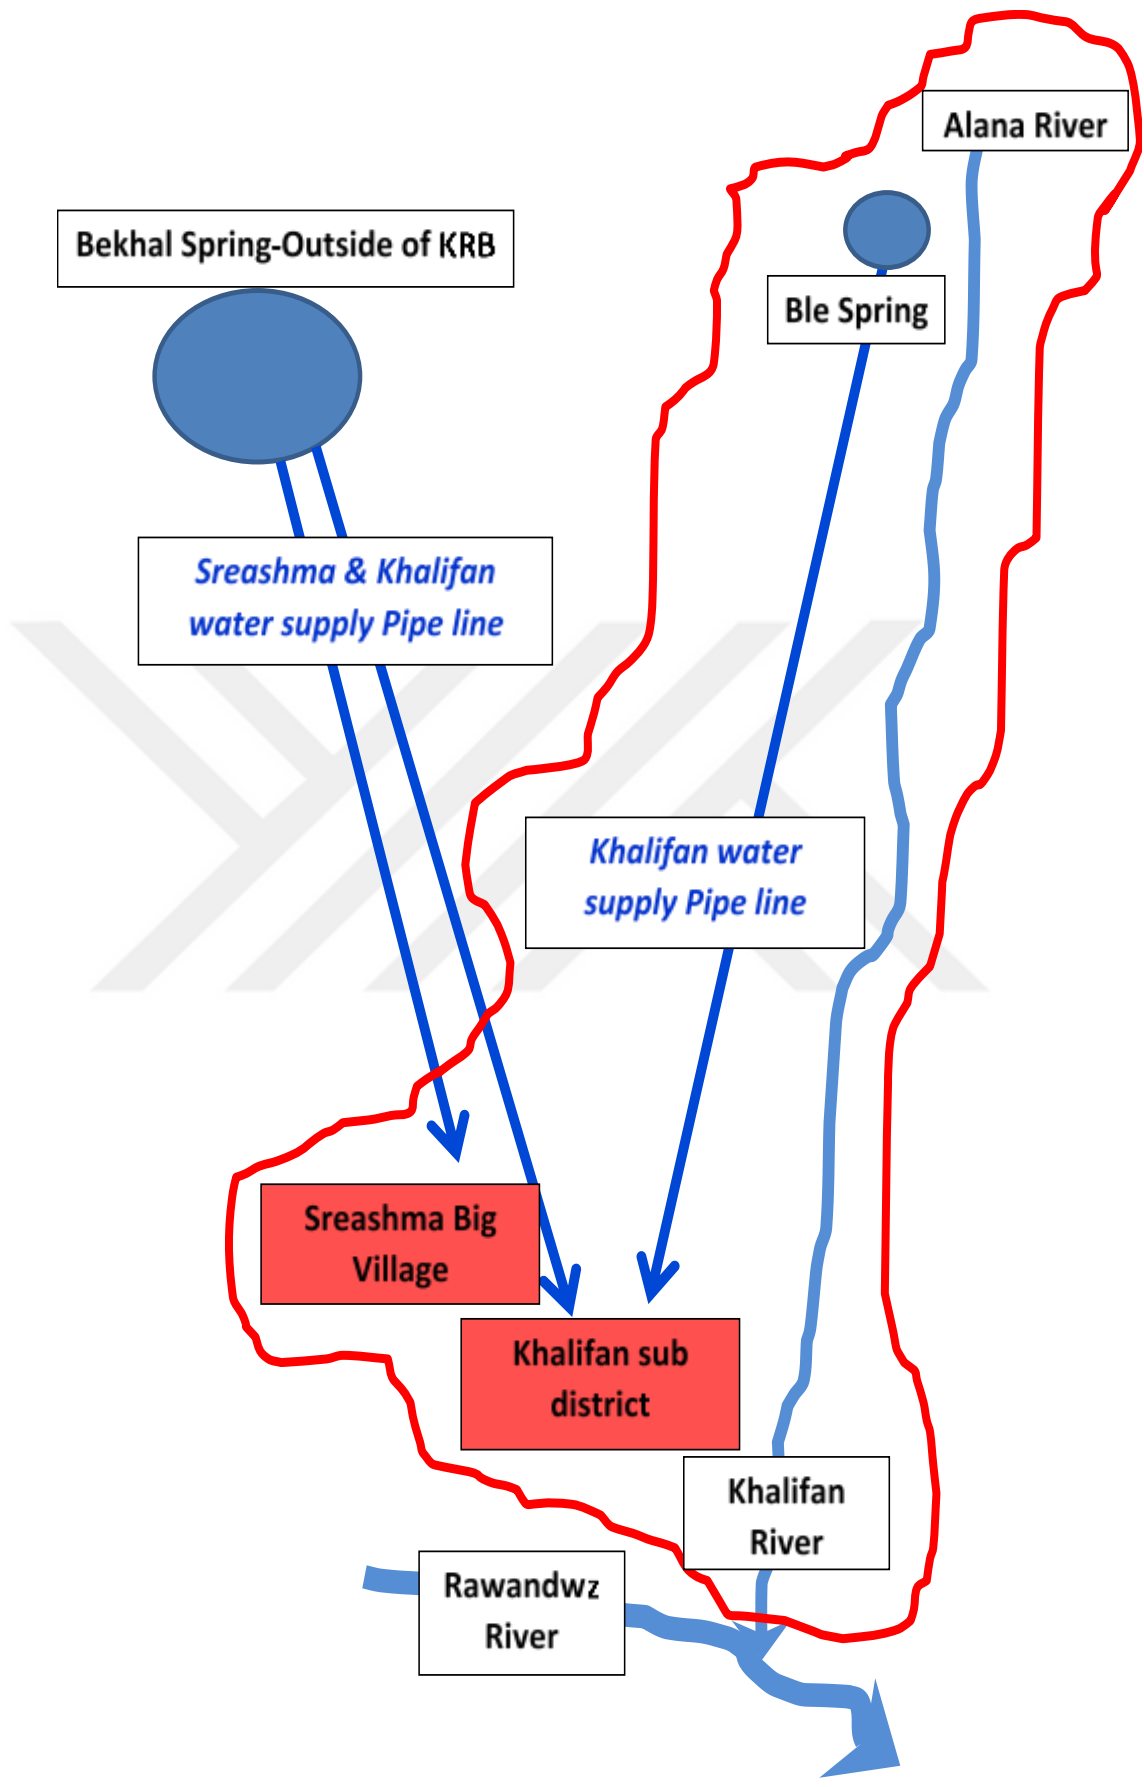 Alana River
Bekhal Spring-Outside of KRB
Ble Spring
Sreashma & Khalifan
water supply Pipe line
Khalifan water
supply Pipe line
Sreashma Big
Village
Khalifan sub
district
Khalifan
River
Rawandwz
River